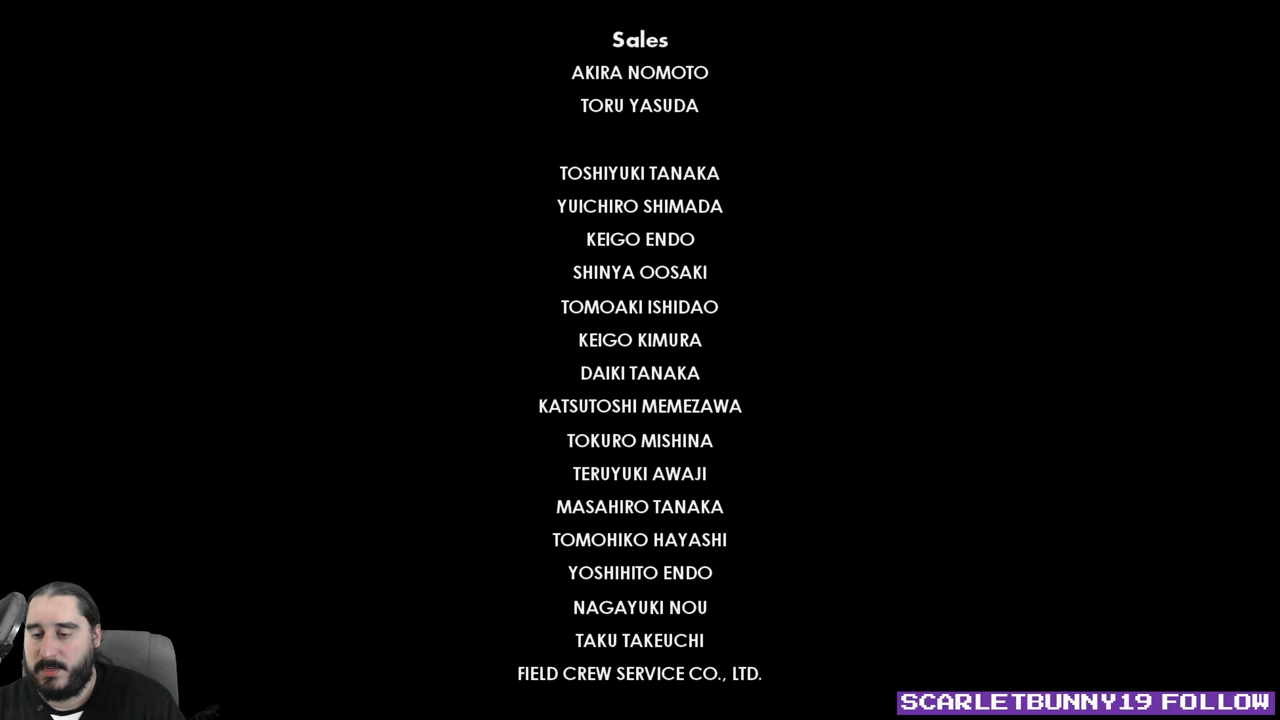 Sales
AKIRA NOMOTO
TORU YASUDA
TOSHIYUKI TANAKA
YUICHIRO SHIMADA
KEIGO ENDO
SHINYA OOSAKI
TOMOAKI ISHIDAO
KEIGO KIMURA
DAIKI TANAKA
KATSUTOSHI MEMEZAWA
TOKURO MISHINA
TERUYUKI AWAJI
MASAHIRO TANAKA
TOMOHIKO HAYASHI
YOSHIHITO ENDO
NAGAYUKI NOU
TAKU TAKEUCHI
FIELD CREW SERVICE CO., LTD.
SCARLETBUNNY19 FOLLOW